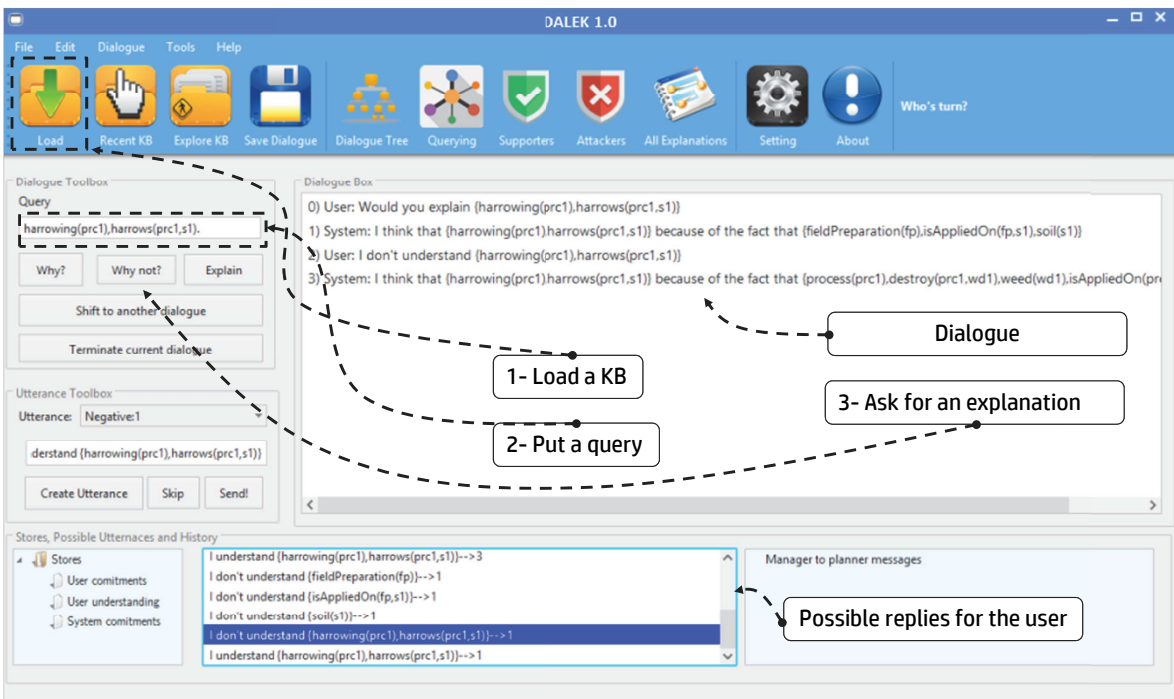 DALEK 1.0
File Edit Dialogue Tools Help
Load Recent KB Explore KB Save Dialogue Dialogue Tree Querying Supporters Attackers All Explanations Setting About Who's turn?
Dialogue Toolbox
Query
harrowing(prc1),harrows(prc1,s1).
Why? Why not? Explain
Shift to another dialogue
Terminate current dialogue
Dialogue Box
0) User: Would you explain {harrowing(prc1),harrows(prc1,s1)}
1) System: I think that {harrowing(prc1).harrows(prc1,s1)} because of the fact that {fieldPreparation(fp),isAppliedOn(fp,s1),soil(s1)}
2) User: I don't understand {harrowing(prc1),harrows(prc1,s1)}
3) System: I think that {harrowing(prc1).harrows(prc1,s1)} because of the fact that {process(prc1),destroy(prc1,wd1),weed(wd1),isAppliedOn(pr
Dialogue
1- Load a KB
3- Ask for an explanation
2- Put a query
Utterance Toolbox
Utterance: Negative:1
derstand {harrowing(prc1),harrows(prc1,s1)}
Create Utterance Skip Send!
Stores, Possible Utternaces and History
Stores
User comitments
User understanding
System comitments
I understand {harrowing(prc1),harrows(prc1,s1)}-->3
I don't understand {fieldPreparation(fp)}-->1
I don't understand {isAppliedOn(fp,s1)}-->1
I don't understand {soil(s1)}-->1
I don't understand {harrowing(prc1),harrows(prc1,s1)}-->1
I understand {harrowing(prc1),harrows(prc1,s1)}-->1
Manager to planner messages
Possible replies for the user